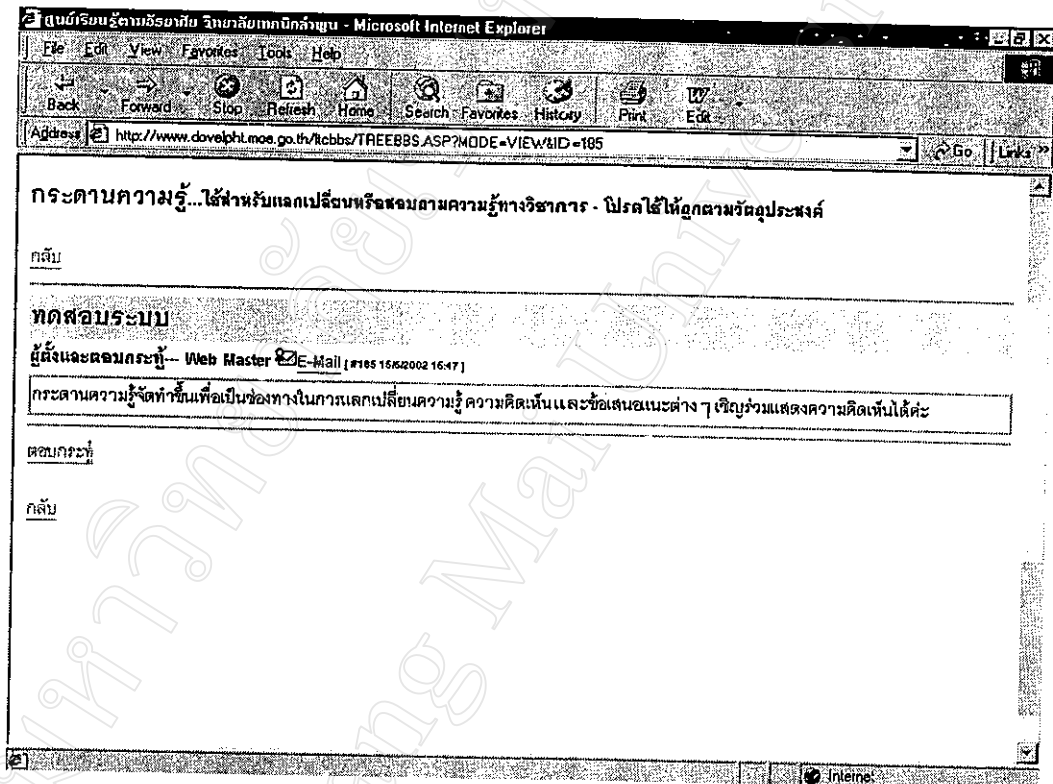 ศูนย์เรียนรู้ตามอัธยาศัย วิทยาลัยเทคนิคลำพูน - Microsoft Internet Explorer
File Edit View Favorites Tools Help
Back Forward Stop Refresh Home Search Favorites History Print Edit
Address http://www.dovelpht.moe.go.th/ltcbbs/TREEBBS.ASP?MODE=VIEW&ID=185 Go Links »
กระดานความรู้...ใช้สำหรับแลกเปลี่ยนหรือสอบถามความรู้ทางวิชาการ - โปรดใช้ให้ถูกตามวัตถุประสงค์
กลับ
ทดสอบระบบ
ผู้ตั้งและตอบกระทู้--- Web Master E-Mail [ #185 15/5/2002 16:47 ]
กระดานความรู้จัดทำขึ้นเพื่อเป็นช่องทางในการแลกเปลี่ยนความรู้ ความคิดเห็นและข้อเสนอแนะต่าง ๆ เชิญร่วมแสดงความคิดเห็นได้ค่ะ
ตอบกระทู้
กลับ
Internet